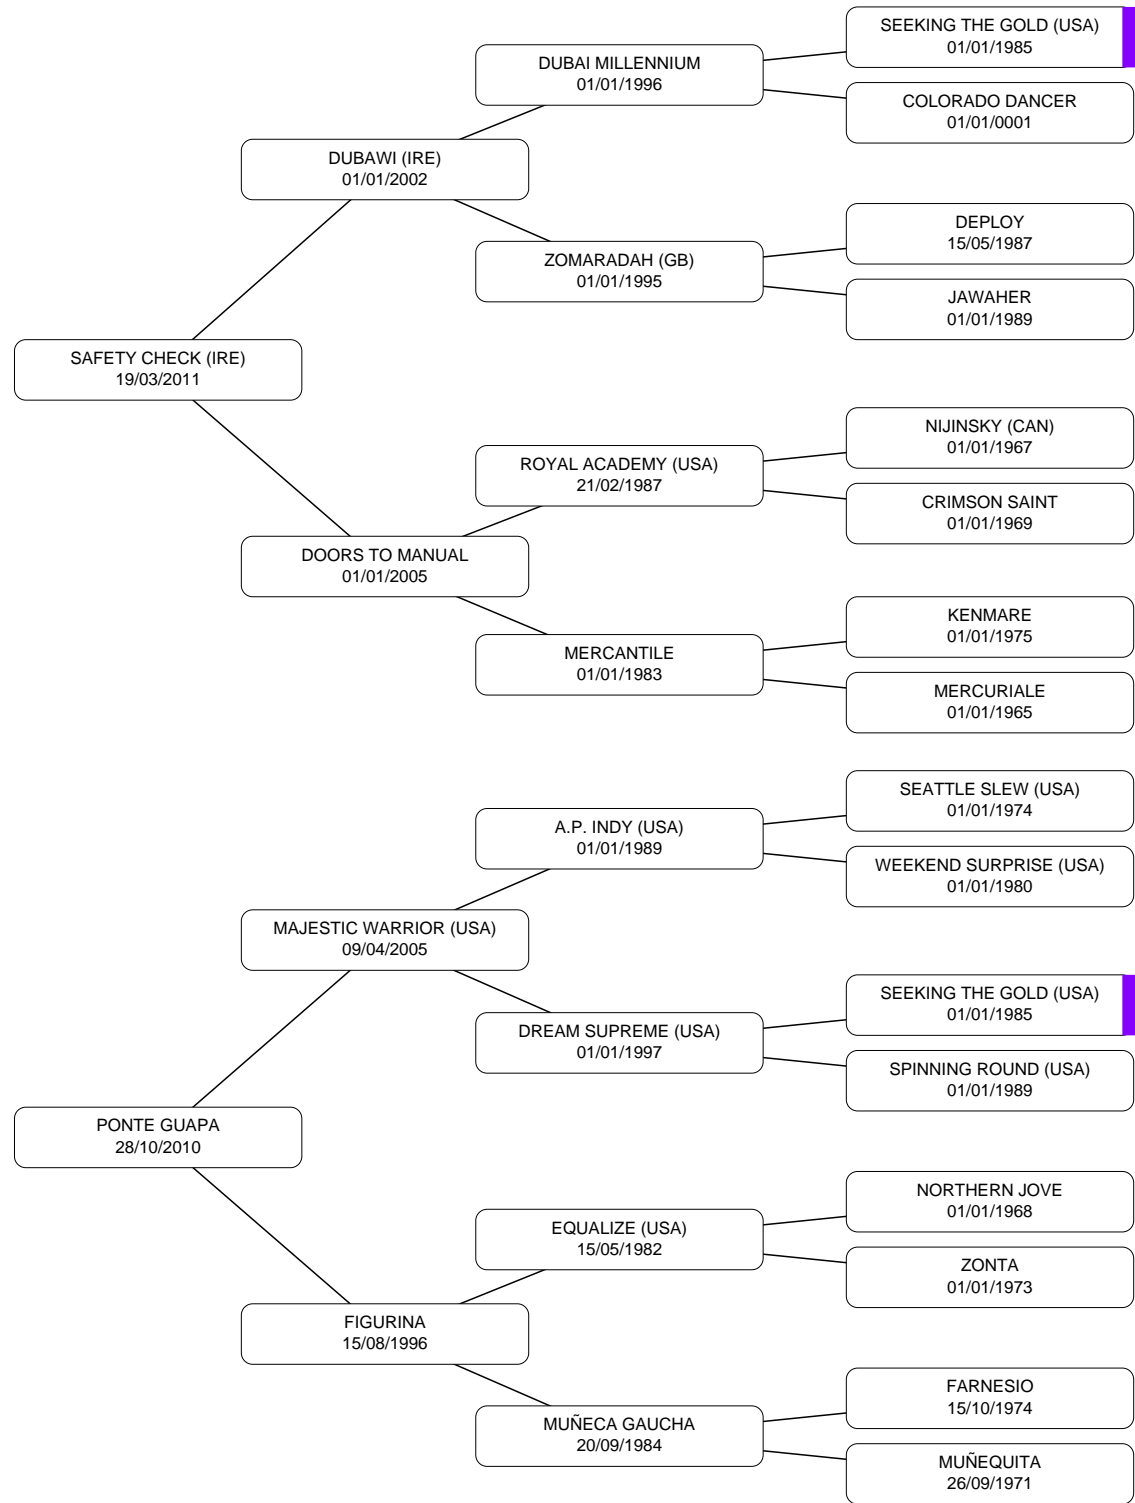 SEEKING THE GOLD (USA)
01/01/1985
DUBAI MILLENNIUM
01/01/1996
COLORADO DANCER
01/01/0001
DUBAWI (IRE)
01/01/2002
DEPLOY
15/05/1987
ZOMARADAH (GB)
01/01/1995
JAWAHER
01/01/1989
SAFETY CHECK (IRE)
19/03/2011
NIJINSKY (CAN)
01/01/1967
ROYAL ACADEMY (USA)
21/02/1987
CRIMSON SAINT
01/01/1969
DOORS TO MANUAL
01/01/2005
KENMARE
01/01/1975
MERCANTILE
01/01/1983
MERCURIALE
01/01/1965
SEATTLE SLEW (USA)
01/01/1974
A.P. INDY (USA)
01/01/1989
WEEKEND SURPRISE (USA)
01/01/1980
MAJESTIC WARRIOR (USA)
09/04/2005
SEEKING THE GOLD (USA)
01/01/1985
DREAM SUPREME (USA)
01/01/1997
SPINNING ROUND (USA)
01/01/1989
PONTE GUAPA
28/10/2010
NORTHERN JOVE
01/01/1968
EQUALIZE (USA)
15/05/1982
ZONTA
01/01/1973
FIGURINA
15/08/1996
FARNESIO
15/10/1974
MUÑECA GAUCHA
20/09/1984
MUÑEQUITA
26/09/1971